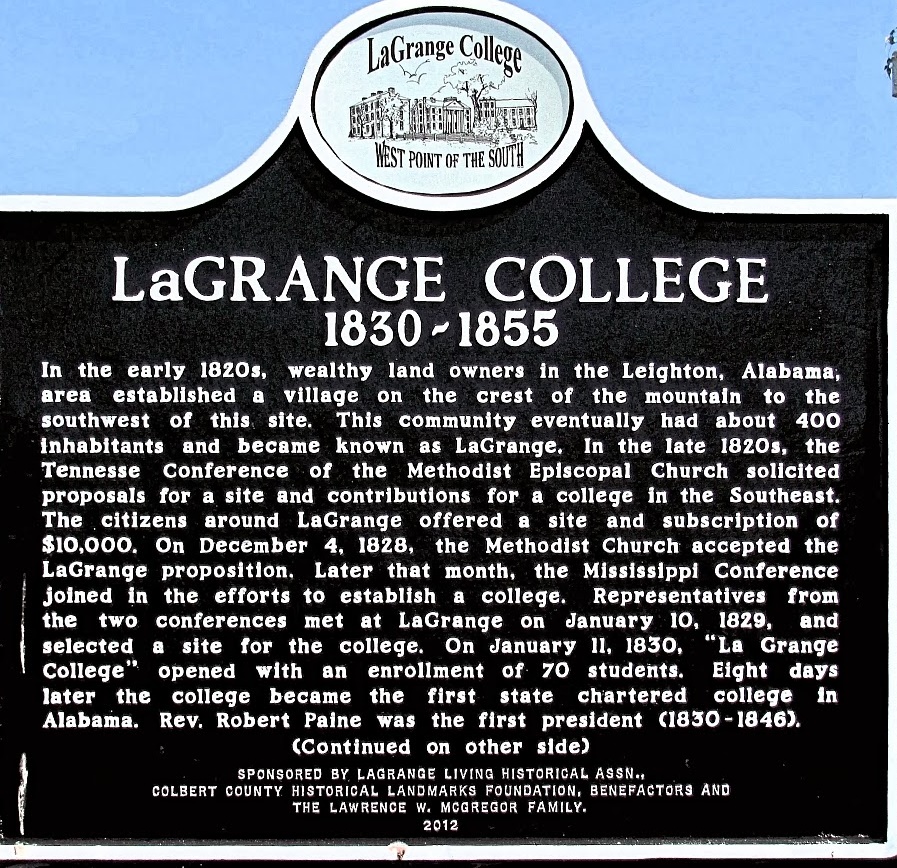 LaGrange College
WEST POINT OF THE SOUTH
LaGRANGE COLLEGE
1830-1855
In the early 1820s, wealthy land owners in the Leighton, Alabama,
area established a village on the crest of the mountain to the
southwest of this site. This community eventually had about 400
inhabitants and became known as LaGrange. In the late 1820s, the
Tennesse Conference of the Methodist Episcopal Church solicited
proposals for a site and contributions for a college in the Southeast.
The citizens around LaGrange offered a site and subscription of
$10,000. On December 4, 1828, the Methodist Church accepted the
LaGrange proposition. Later that month, the Mississippi Conference
joined in the efforts to establish a college. Representatives from
the two conferences met at LaGrange on January 10, 1829, and
selected a site for the college. On January 11, 1830, "La Grange
College" opened with an enrollment of 70 students. Eight days
later the college became the first state chartered college in
Alabama. Rev. Robert Paine was the first president (1830-1846).
(Continued on other side)
SPONSORED BY LAGRANGE LIVING HISTORICAL ASSN.,
COLBERT COUNTY HISTORICAL LANDMARKS FOUNDATION, BENEFACTORS AND
THE LAWRENCE W. MCGREGOR FAMILY.
2012